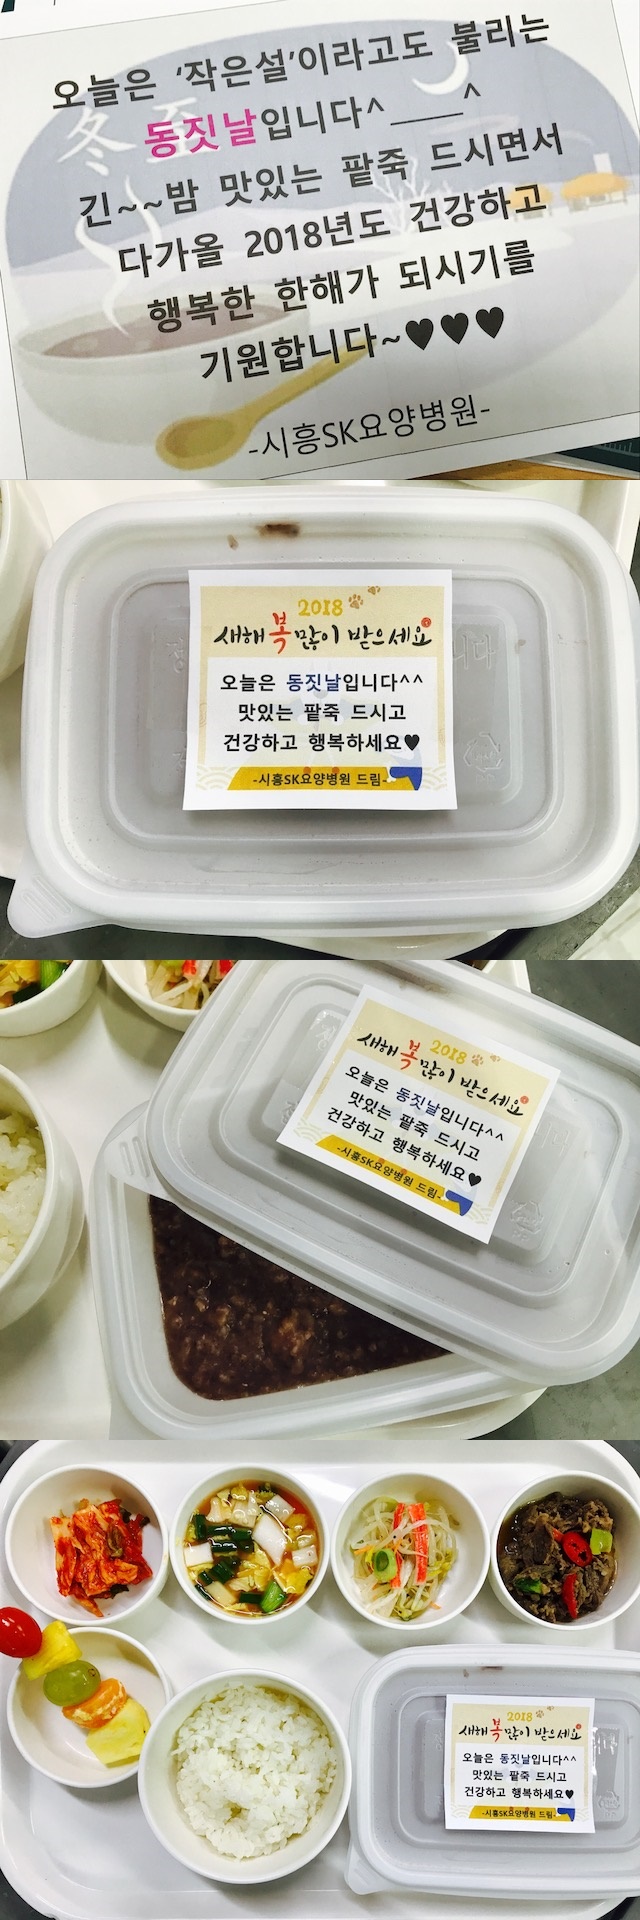 오늘은 '작은설'이라고도 불리는
동짓날입니다^____^
긴~~밤 맛있는 팥죽 드시면서
다가올 2018년도 건강하고
행복한 한해가 되시기를
기원합니다~♥♥♥
-시흥SK요양병원-
冬至
2018
새해 복 많이 받으세요
오늘은 동짓날입니다^^
맛있는 팥죽 드시고
건강하고 행복하세요♥
-시흥SK요양병원 드림-
2018
새해 복 많이 받으세요
오늘은 동짓날입니다^^
맛있는 팥죽 드시고
건강하고 행복하세요♥
-시흥SK요양병원 드림-
2018
새해 복 많이 받으세요
오늘은 동짓날입니다^^
맛있는 팥죽 드시고
건강하고 행복하세요♥
-시흥SK요양병원 드림-